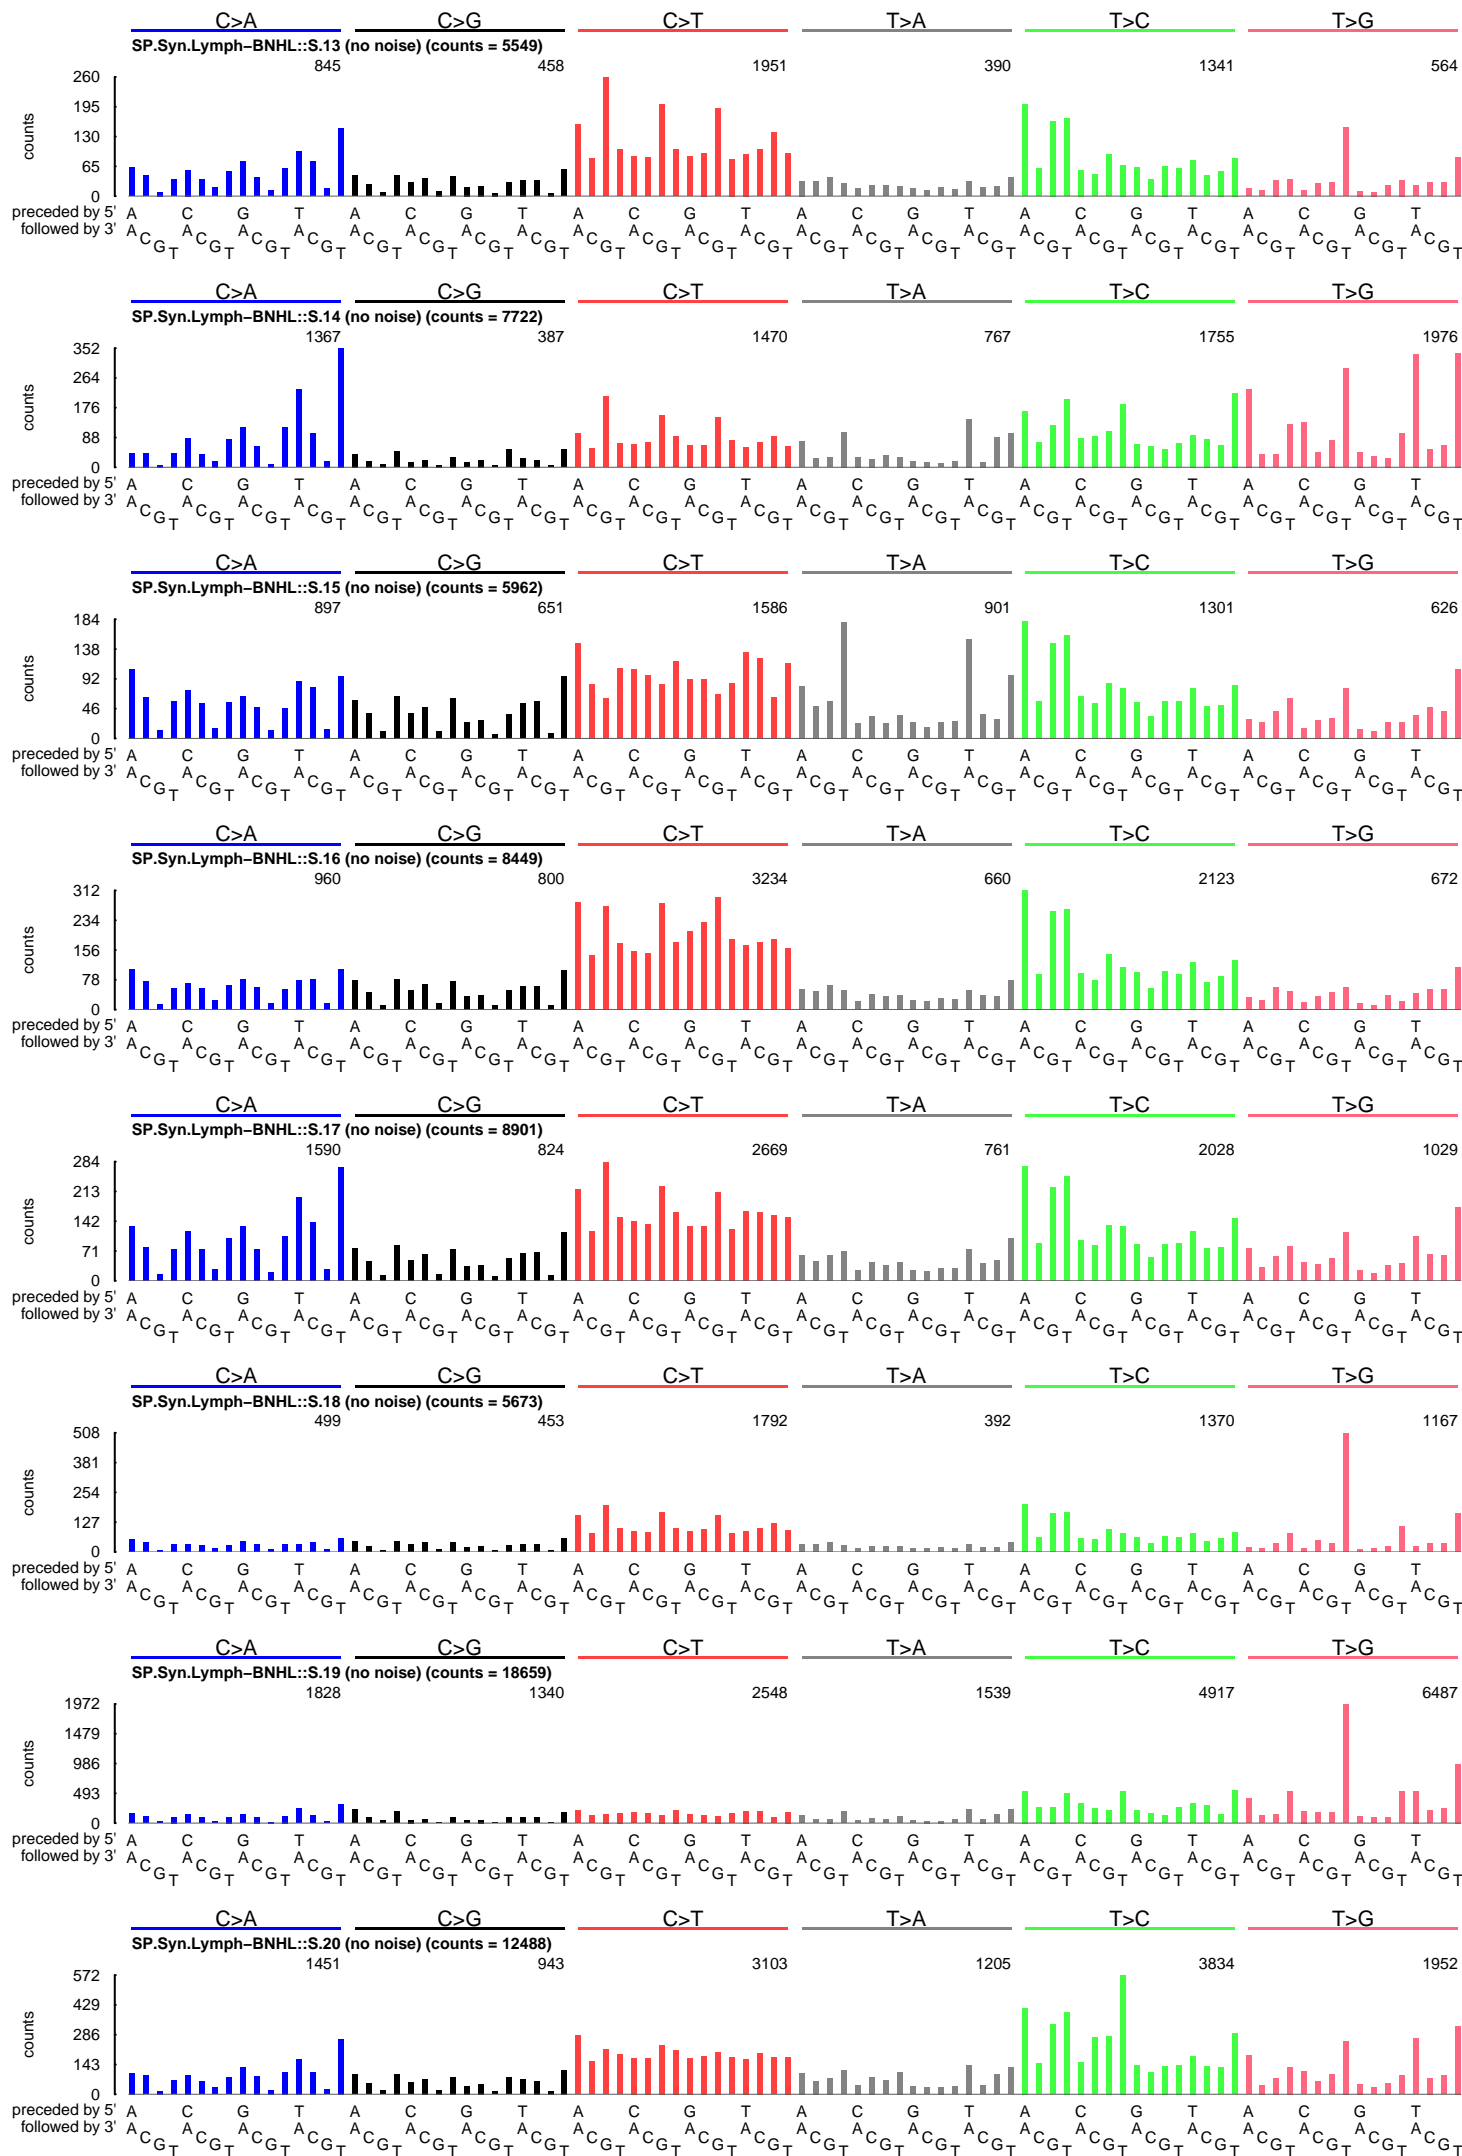 C>A C>G C>T T>A T>C T>G
SP.Syn.Lymph−BNHL::S.13 (no noise) (counts = 5549)
845 458 1951 390 1341 564
260
195
130
65
0
counts
preceded by 5' A C G T A C G T A C G T A C G T A C G T A C G T
followed by 3' A C G T A C G T A C G T A C G T A C G T A C G T A C G T A C G T A C G T A C G T A C G T A C G T A C G T A C G T A C G T A C G T A C G T A C G T A C G T A C G T A C G T A C G T A C G T A C G T
C>A C>G C>T T>A T>C T>G
SP.Syn.Lymph−BNHL::S.14 (no noise) (counts = 7722)
1367 387 1470 767 1755 1976
352
264
176
88
0
counts
preceded by 5' A C G T A C G T A C G T A C G T A C G T A C G T
followed by 3' A C G T A C G T A C G T A C G T A C G T A C G T A C G T A C G T A C G T A C G T A C G T A C G T A C G T A C G T A C G T A C G T A C G T A C G T A C G T A C G T A C G T A C G T A C G T A C G T
C>A C>G C>T T>A T>C T>G
SP.Syn.Lymph−BNHL::S.15 (no noise) (counts = 5962)
897 651 1586 901 1301 626
184
138
92
46
0
counts
preceded by 5' A C G T A C G T A C G T A C G T A C G T A C G T
followed by 3' A C G T A C G T A C G T A C G T A C G T A C G T A C G T A C G T A C G T A C G T A C G T A C G T A C G T A C G T A C G T A C G T A C G T A C G T A C G T A C G T A C G T A C G T A C G T A C G T
C>A C>G C>T T>A T>C T>G
SP.Syn.Lymph−BNHL::S.16 (no noise) (counts = 8449)
960 800 3234 660 2123 672
312
234
156
78
0
counts
preceded by 5' A C G T A C G T A C G T A C G T A C G T A C G T
followed by 3' A C G T A C G T A C G T A C G T A C G T A C G T A C G T A C G T A C G T A C G T A C G T A C G T A C G T A C G T A C G T A C G T A C G T A C G T A C G T A C G T A C G T A C G T A C G T A C G T
C>A C>G C>T T>A T>C T>G
SP.Syn.Lymph−BNHL::S.17 (no noise) (counts = 8901)
1590 824 2669 761 2028 1029
284
213
142
71
0
counts
preceded by 5' A C G T A C G T A C G T A C G T A C G T A C G T
followed by 3' A C G T A C G T A C G T A C G T A C G T A C G T A C G T A C G T A C G T A C G T A C G T A C G T A C G T A C G T A C G T A C G T A C G T A C G T A C G T A C G T A C G T A C G T A C G T A C G T
C>A C>G C>T T>A T>C T>G
SP.Syn.Lymph−BNHL::S.18 (no noise) (counts = 5673)
499 453 1792 392 1370 1167
508
381
254
127
0
counts
preceded by 5' A C G T A C G T A C G T A C G T A C G T A C G T
followed by 3' A C G T A C G T A C G T A C G T A C G T A C G T A C G T A C G T A C G T A C G T A C G T A C G T A C G T A C G T A C G T A C G T A C G T A C G T A C G T A C G T A C G T A C G T A C G T A C G T
C>A C>G C>T T>A T>C T>G
SP.Syn.Lymph−BNHL::S.19 (no noise) (counts = 18659)
1828 1340 2548 1539 4917 6487
1972
1479
986
493
0
counts
preceded by 5' A C G T A C G T A C G T A C G T A C G T A C G T
followed by 3' A C G T A C G T A C G T A C G T A C G T A C G T A C G T A C G T A C G T A C G T A C G T A C G T A C G T A C G T A C G T A C G T A C G T A C G T A C G T A C G T A C G T A C G T A C G T A C G T
C>A C>G C>T T>A T>C T>G
SP.Syn.Lymph−BNHL::S.20 (no noise) (counts = 12488)
1451 943 3103 1205 3834 1952
572
429
286
143
0
counts
preceded by 5' A C G T A C G T A C G T A C G T A C G T A C G T
followed by 3' A C G T A C G T A C G T A C G T A C G T A C G T A C G T A C G T A C G T A C G T A C G T A C G T A C G T A C G T A C G T A C G T A C G T A C G T A C G T A C G T A C G T A C G T A C G T A C G T